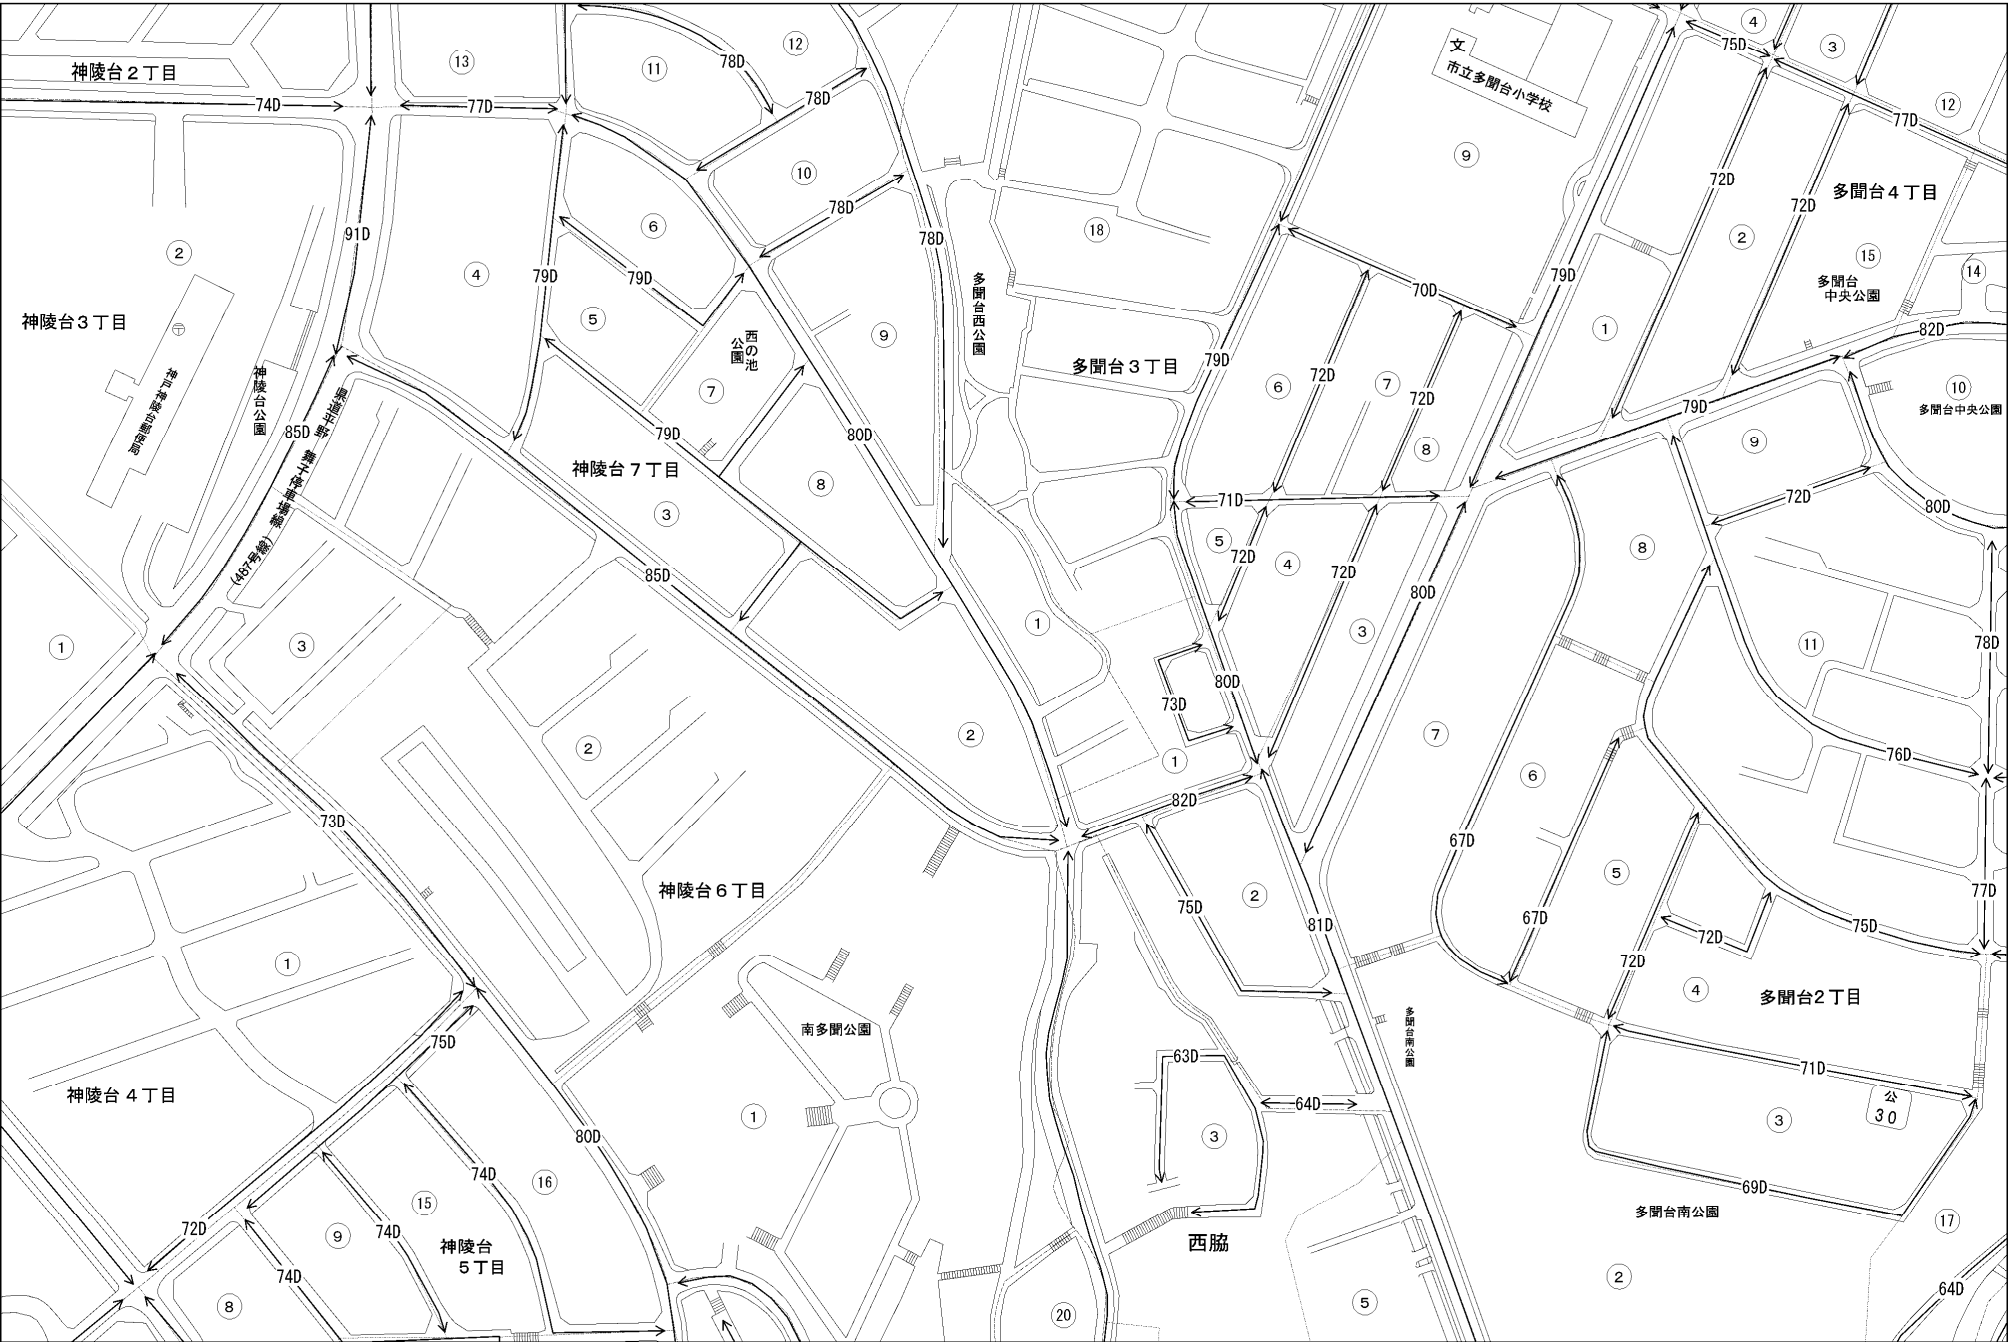 神陵台２丁目
⑬
⑪
78D
⑫
74D
77D
78D
文
市立多聞台小学校
④
75D
③
⑫
77D
⑨
⑩
72D
72D
多聞台４丁目
②
91D
④
⑥
78D
78D
⑱
②
⑮
⑭
79D
79D
79D
多聞台
中央公園
多聞台西公園
70D
神陵台３丁目
⑤
西の池
公園
⑨
①
82D
神戸神陵台郵便局
神陵台公園
県道平野 舞子停車場線 (487号線)
85D
79D
多聞台３丁目
⑥
72D
⑦
72D
⑦
79D
⑩
多聞台中央公園
79D
80D
⑧
⑨
神陵台７丁目
⑧
71D
72D
80D
③
⑤
72D
④
72D
⑧
85D
80D
①
③
①
③
78D
⑪
80D
73D
②
②
①
⑦
76D
⑥
82D
73D
67D
⑤
神陵台６丁目
75D
②
81D
67D
72D
75D
77D
72D
①
④
多聞台2丁目
南多聞公園
多聞台南公園
75D
63D
71D
神陵台４丁目
64D
公
30
①
③
③
80D
74D
⑯
69D
⑮
72D
74D
⑨
多聞台南公園
⑰
神陵台
５丁目
西脇
74D
②
64D
⑧
⑳
⑤